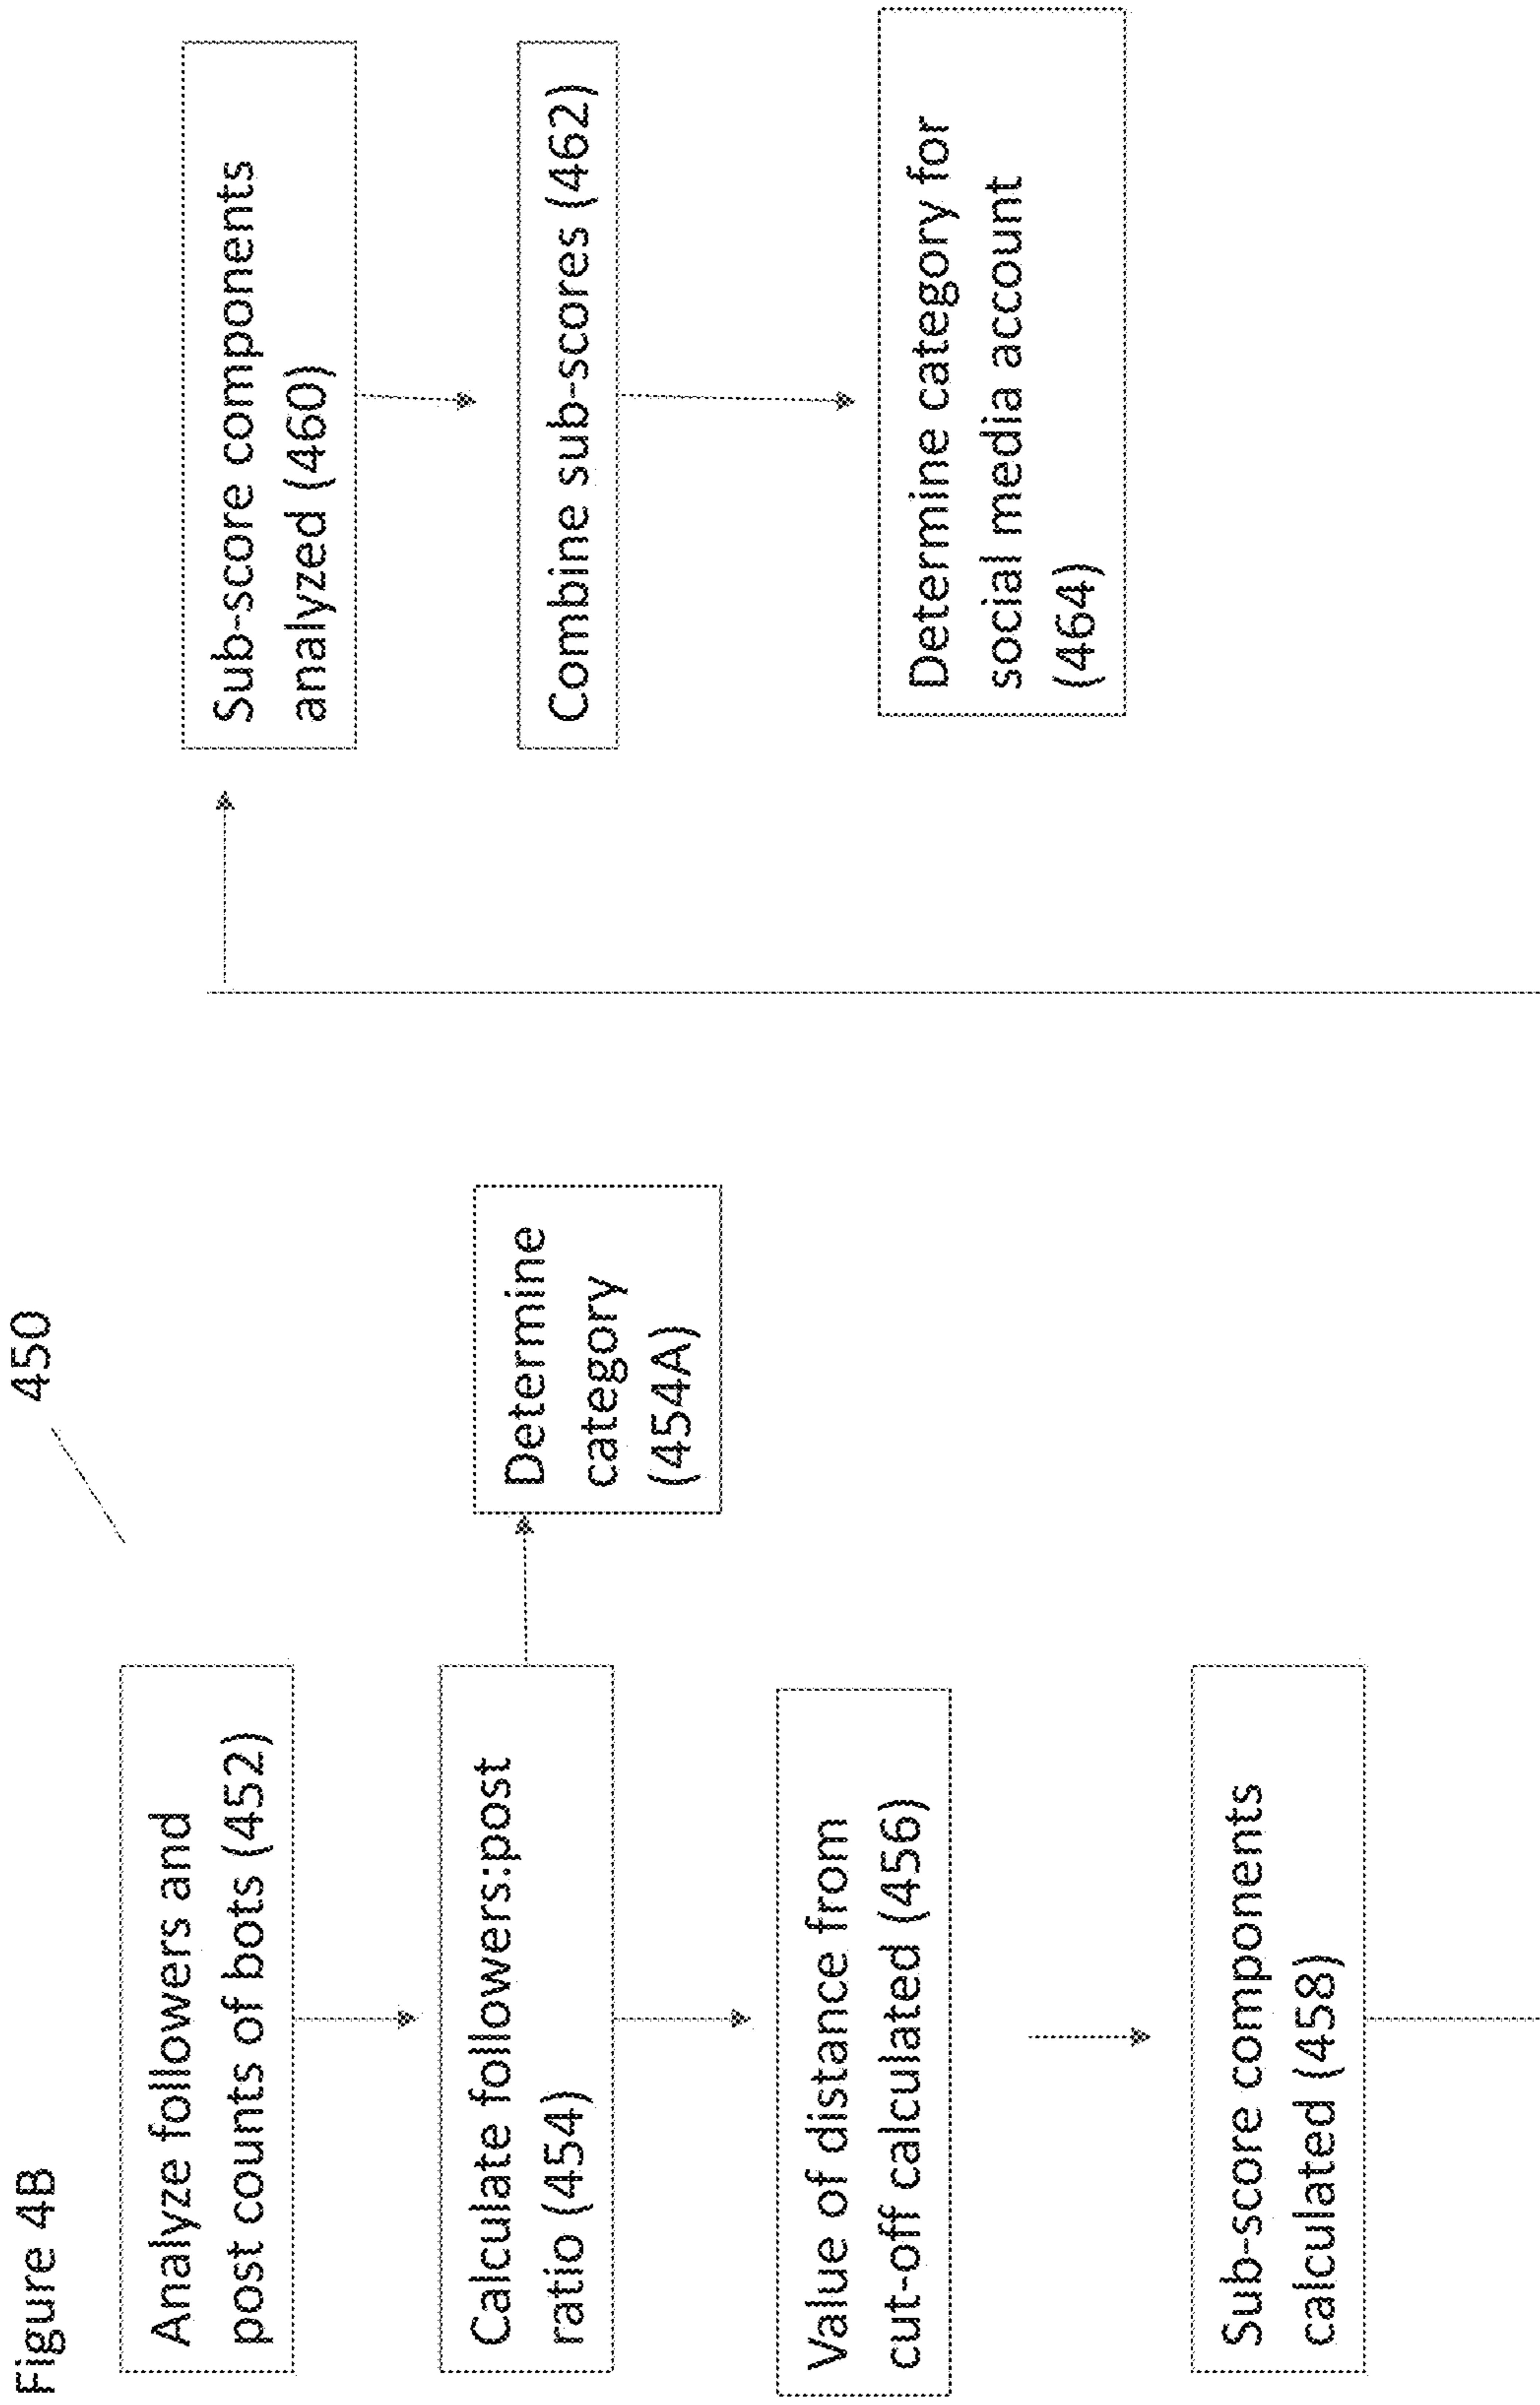 Figure 4B
450
Analyze followers and
post counts of bots (452)
Calculate followers:post
ratio (454)
Determine
category
(454A)
Value of distance from
cut-off calculated (456)
Sub-score components
calculated (458)
Sub-score components
analyzed (460)
Combine sub-scores (462)
Determine category for
social media account
(464)